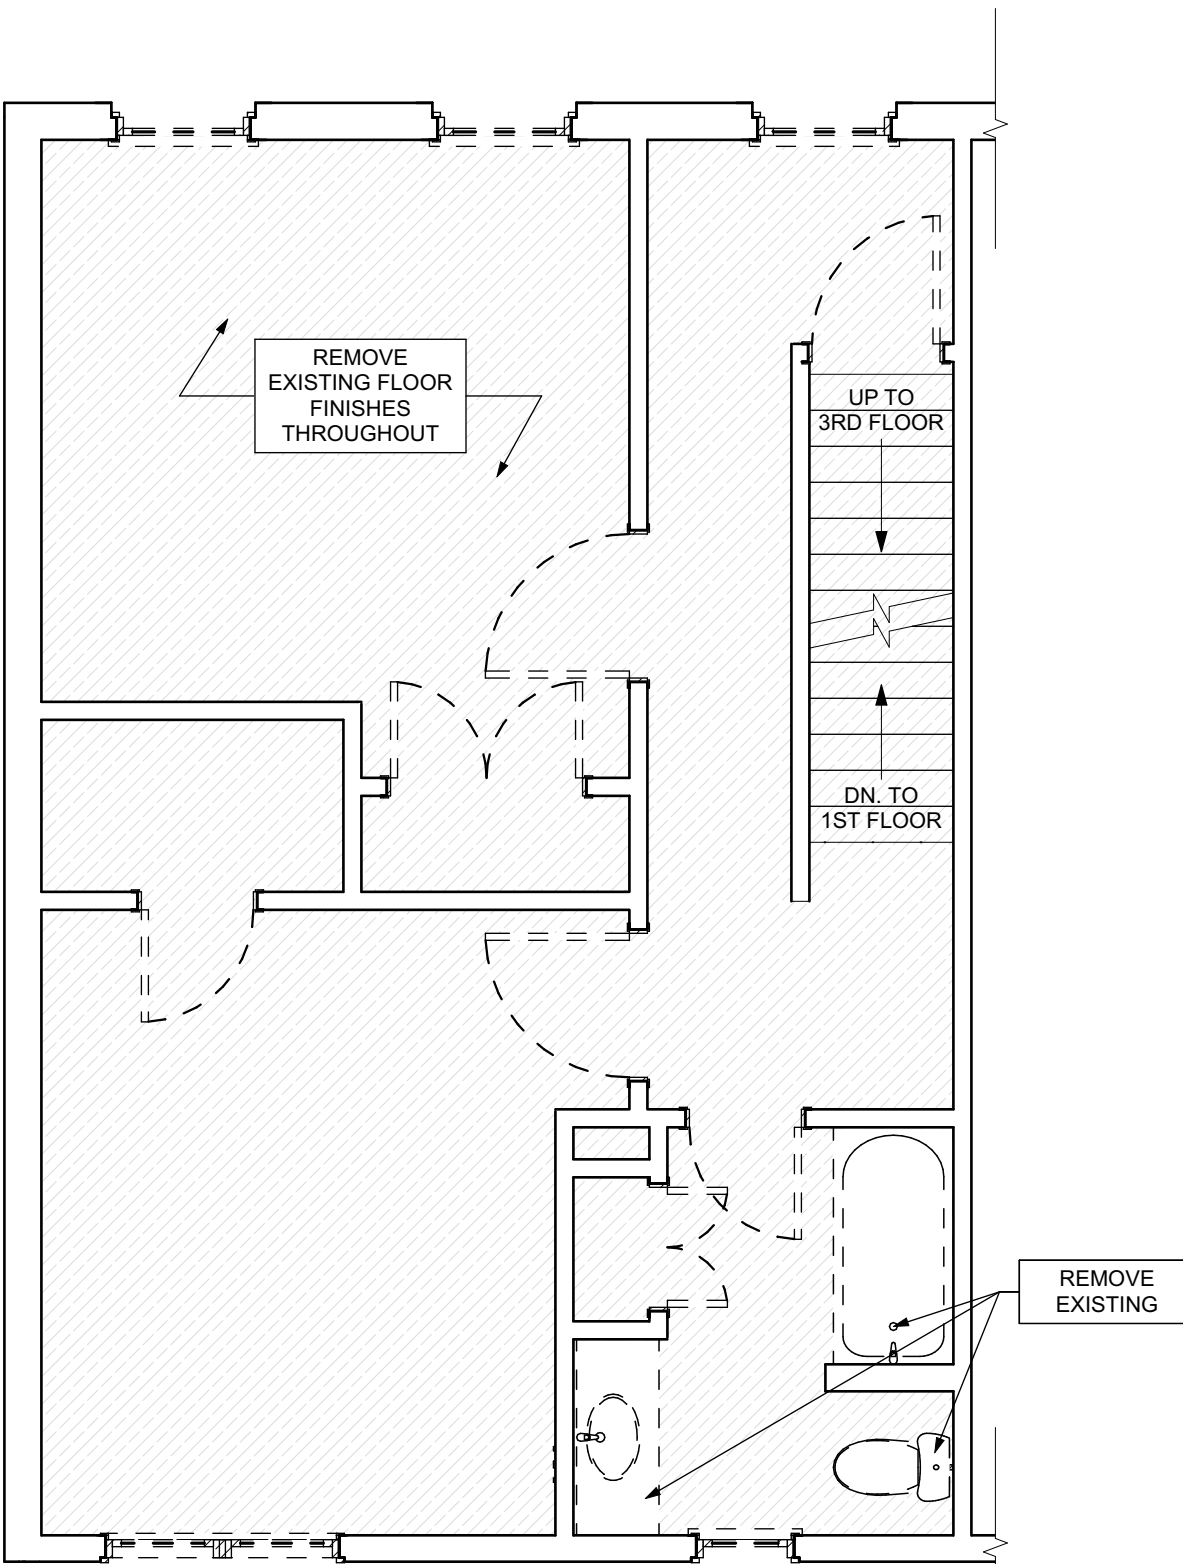 REMOVE
EXISTING FLOOR
FINISHES
THROUGHOUT
UP TO
3RD FLOOR
DN. TO
1ST FLOOR
REMOVE
EXISTING